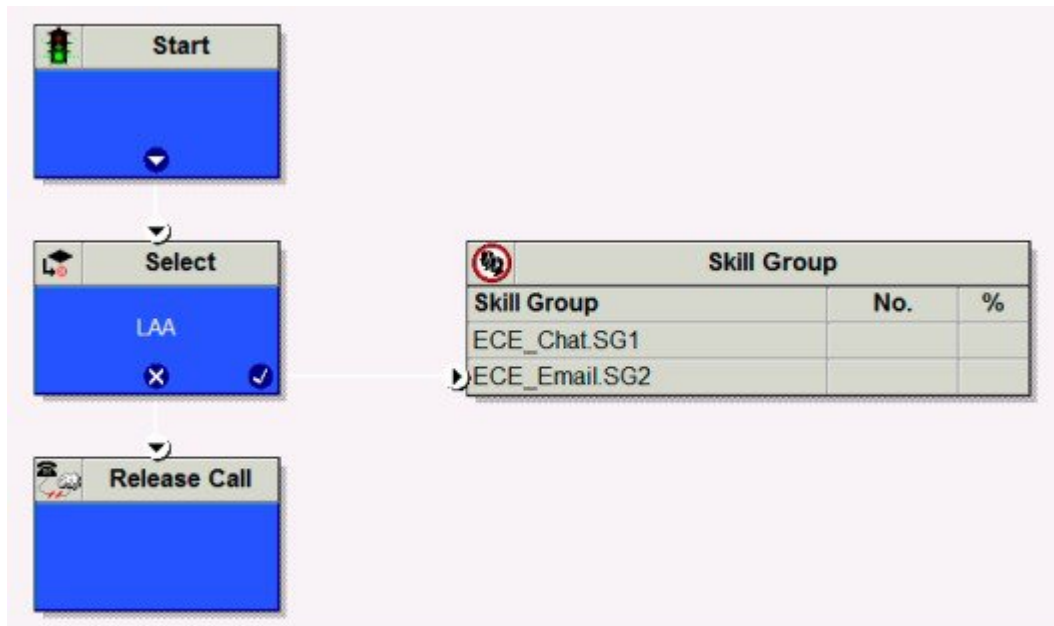 Start
Select
LAA
Skill Group
Skill Group No. %
ECE_Chat.SG1
ECE_Email.SG2
Release Call